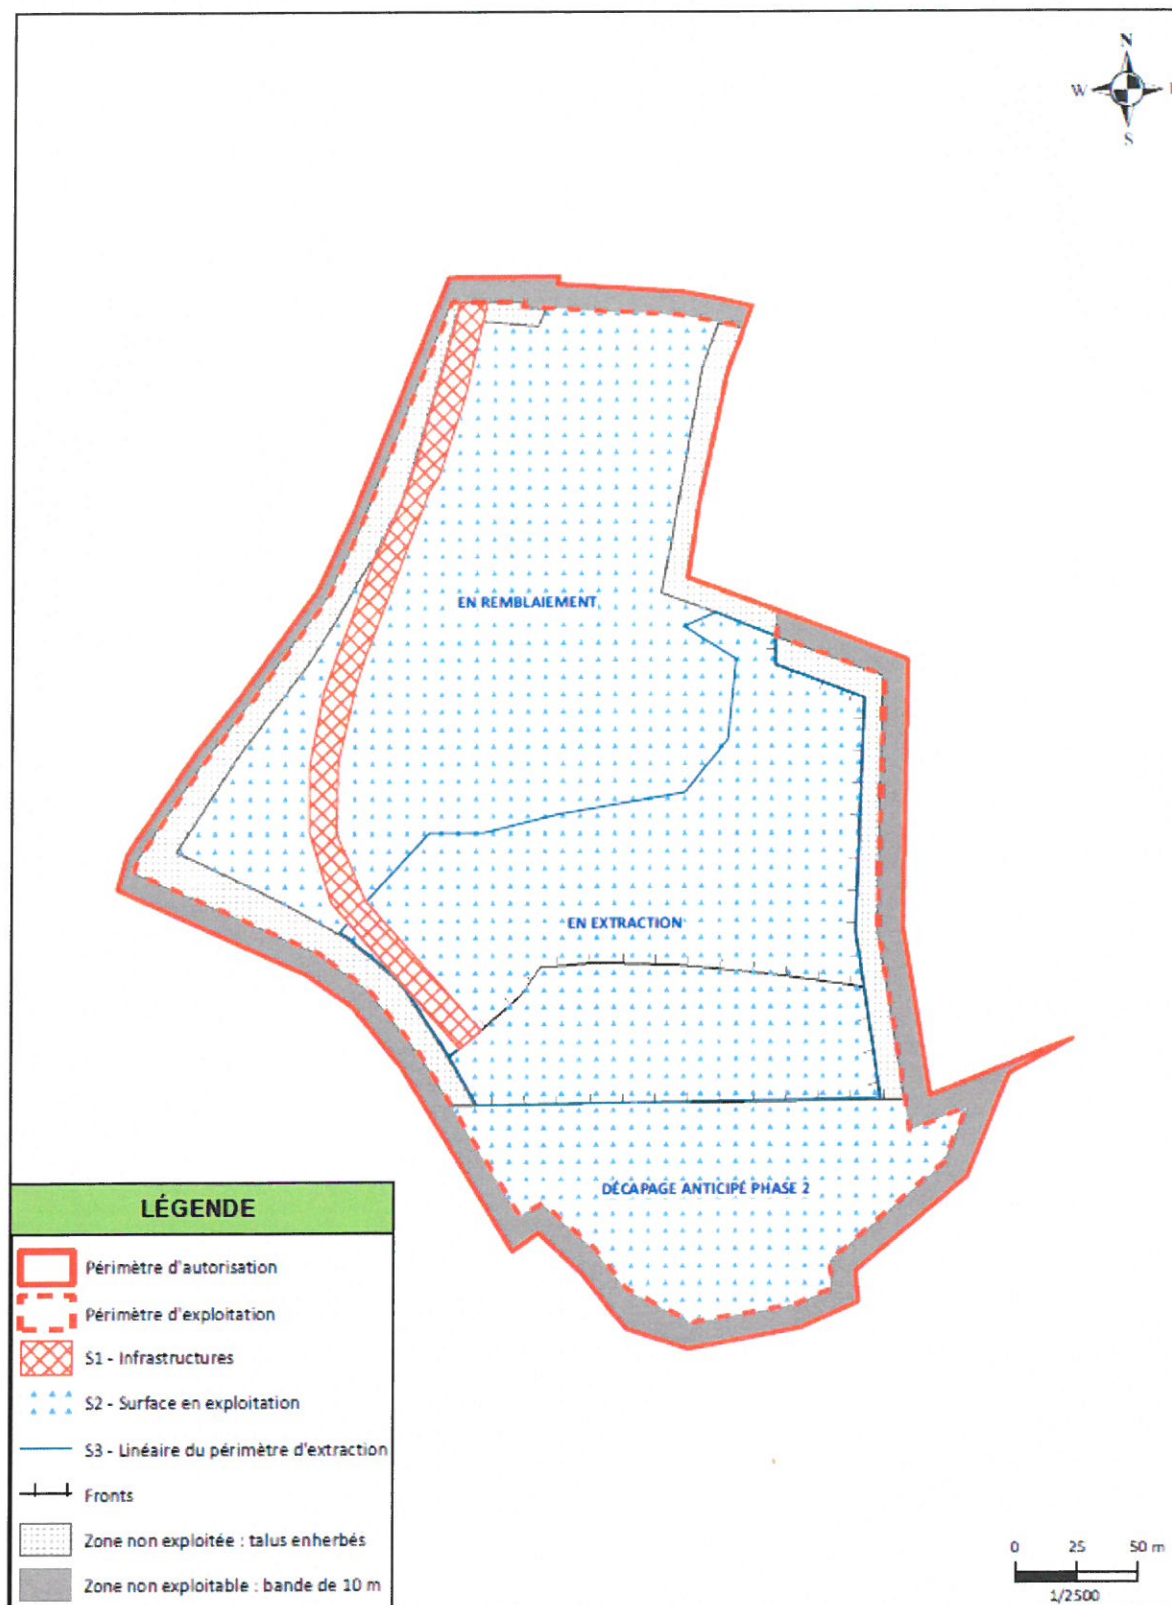 N
W
S
EN REMBLAIEMENT
EN EXTRACTION
DÉCAPAGE ANTICIPÉ PHASE 2
LÉGENDE
Périmètre d'autorisation
Périmètre d'exploitation
S1 - Infrastructures
S2 - Surface en exploitation
S3 - Linéaire du périmètre d'extraction
Fronts
Zone non exploitée : talus enherbés
Zone non exploitable : bande de 10 m
0 25 50 m
1/2500